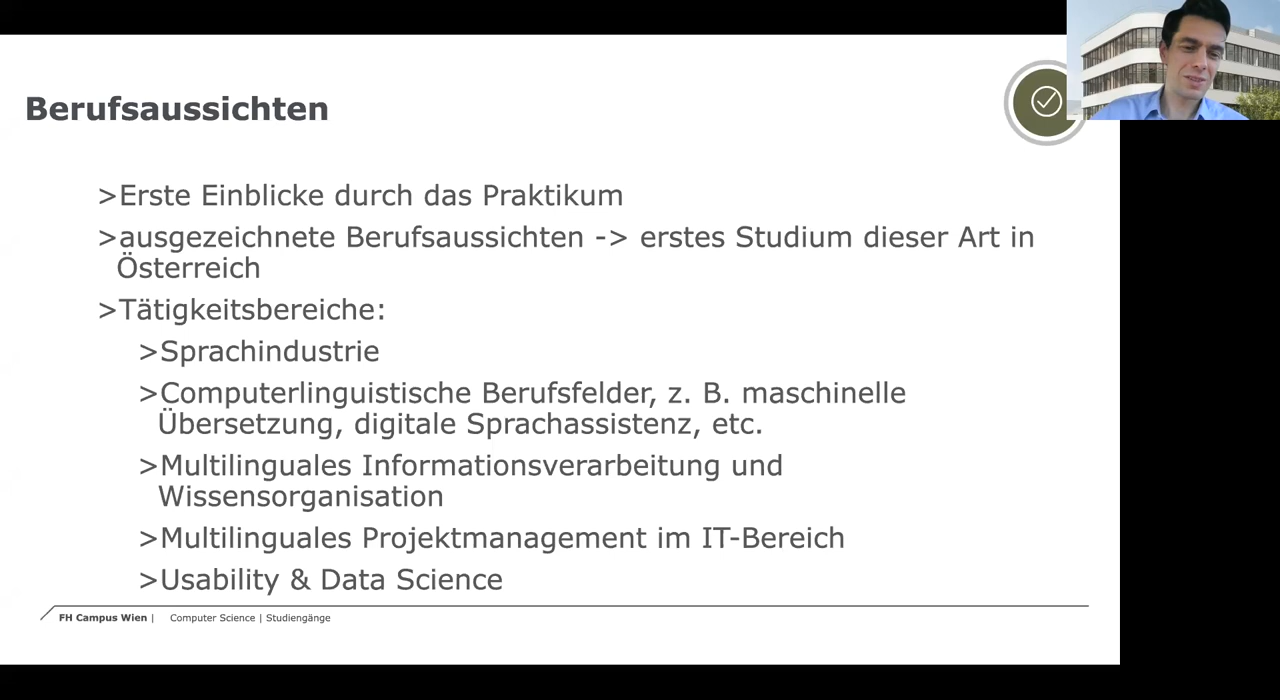 Berufsaussichten
>Erste Einblicke durch das Praktikum
>ausgezeichnete Berufsaussichten -> erstes Studium dieser Art in
Österreich
>Tätigkeitsbereiche:
>Sprachindustrie
>Computerlinguistische Berufsfelder, z. B. maschinelle
Übersetzung, digitale Sprachassistenz, etc.
>Multilinguales Informationsverarbeitung und
Wissensorganisation
>Multilinguales Projektmanagement im IT-Bereich
>Usability & Data Science
FH Campus Wien | Computer Science | Studiengänge